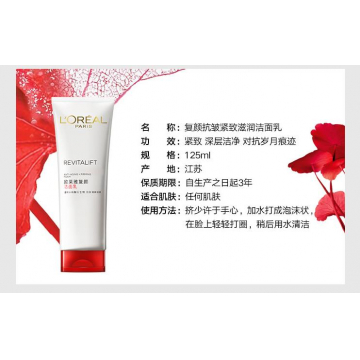 L'ORÉAL
PARIS
REVITALIFT
名 称：复颜抗皱紧致滋润洁面乳
功 效：紧致 深层洁净 对抗岁月痕迹
规 格：125ml
产 地：江苏
保质期限：自生产之日起3年
适合肌肤：任何肌肤
使用方法：挤少许于手心，加水打成泡沫状，
在脸上轻轻打圈，稍后用水清洁